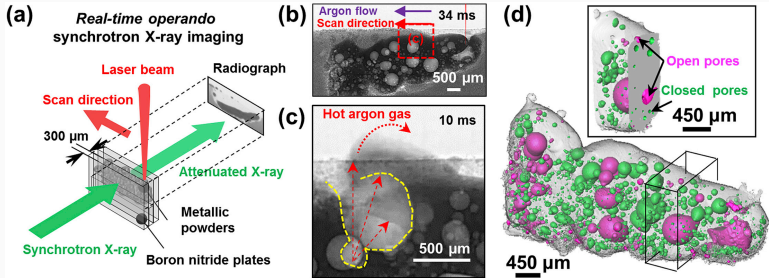 (a)
Real-time operando
synchrotron X-ray imaging
Laser beam
Radiograph
Scan direction
300 µm
Attenuated X-ray
Metallic
powders
Synchrotron X-ray
Boron nitride plates
(b)
Argon flow
34 ms
Scan direction
(c)
500 µm
(c)
Hot argon gas
10 ms
500 µm
(d)
Open pores
Closed pores
450 µm
450 µm